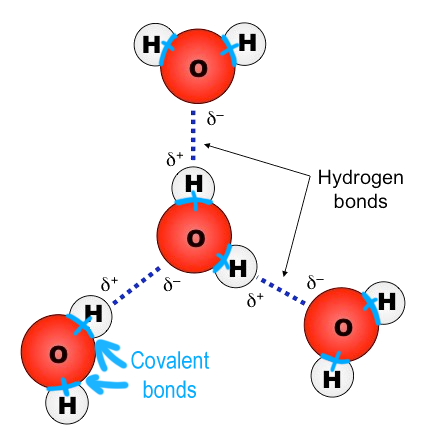 H H
O
δ−
δ+
H
Hydrogen
bonds
O
H
δ+ δ− δ−
δ+
H
H
O
O
Covalent
bonds
H
H